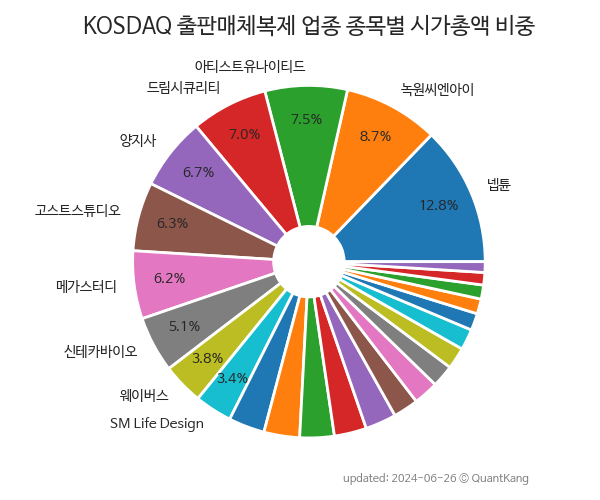 KOSDAQ 출판매체복제 업종 종목별 시가총액 비중
아티스트유나이티드
드림시큐리티
녹원씨엔아이
7.5%
7.0%
8.7%
양지사
6.7%
넵튠
12.8%
고스트스튜디오
6.3%
메가스터디
6.2%
5.1%
신테카바이오
3.8%
3.4%
웨이버스
SM Life Design
updated: 2024-06-26 © QuantKang